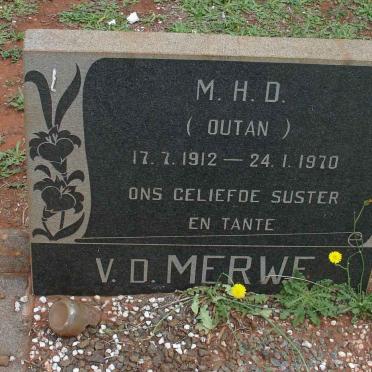 M. H. D.
( OUTAN )
17. 7. 1912 — 24. 1. 1970
ONS GELIEFDE SUSTER
EN TANTE
V. D. MERWE